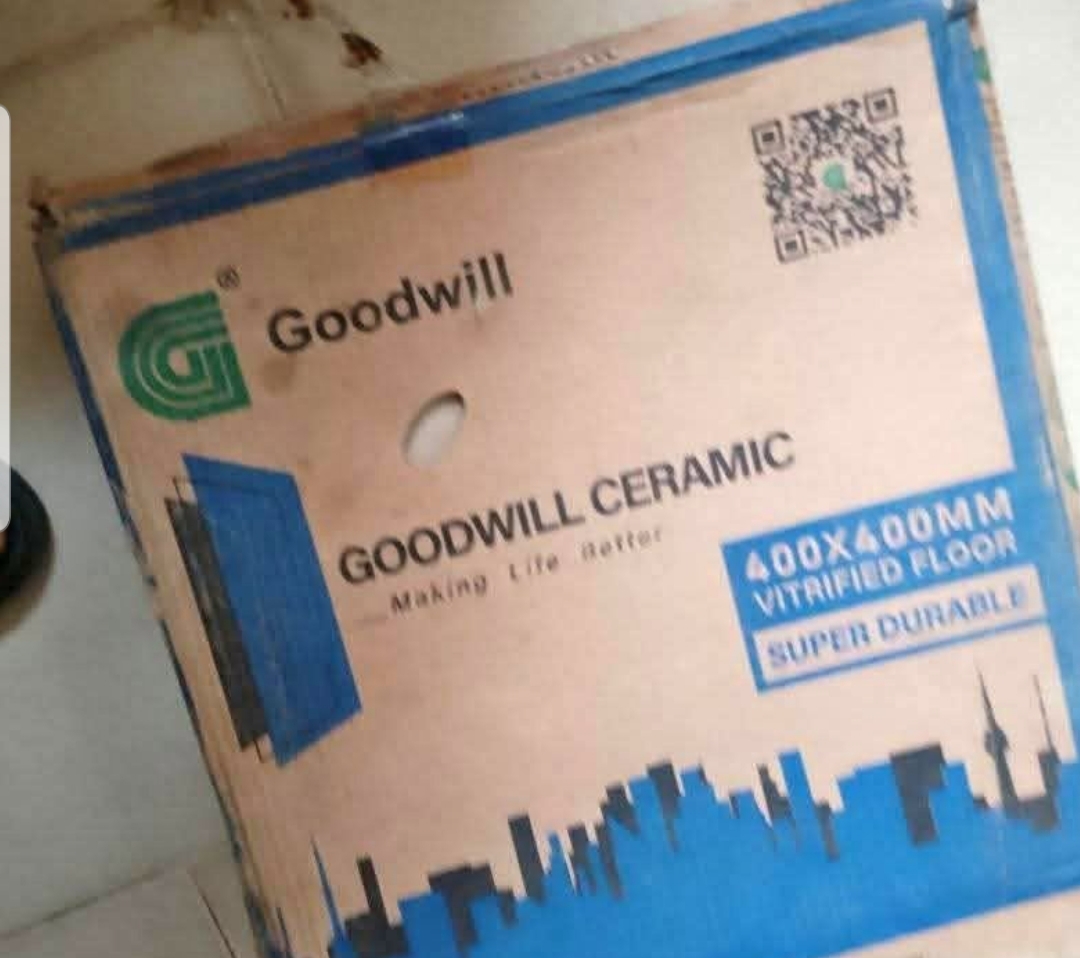 ®
Goodwill
GOODWILL CERAMIC
Making Life Better
400X400MM
VITRIFIED FLOOR
SUPER DURABLE